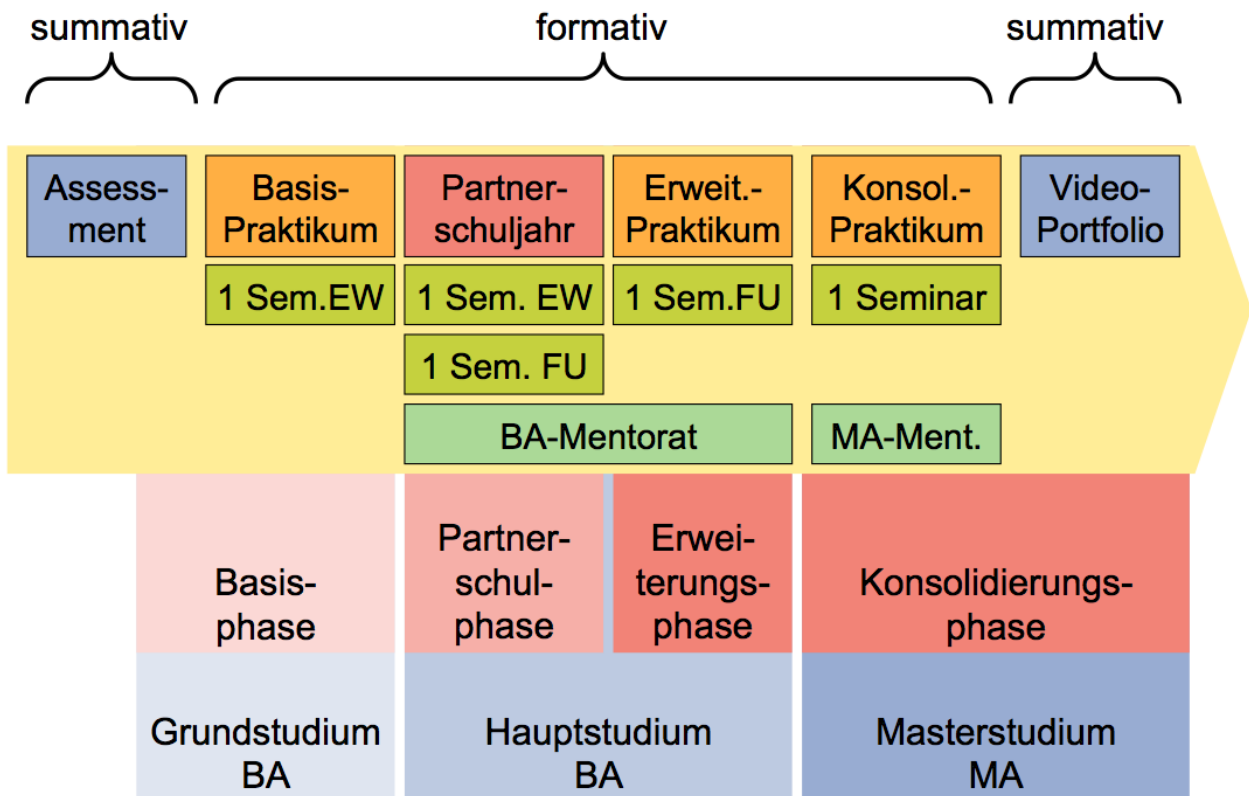 summativ
formativ
summativ
Assess-
ment
Basis-
Praktikum
Partner-
schuljahr
Erweit.-
Praktikum
Konsol.-
Praktikum
Video-
Portfolio
1 Sem.EW
1 Sem. EW
1 Sem.FU
1 Seminar
1 Sem. FU
BA-Mentorat
MA-Ment.
Basis-
phase
Partner-
schul-
phase
Erwei-
terungs-
phase
Konsolidierungs-
phase
Grundstudium
BA
Hauptstudium
BA
Masterstudium
MA